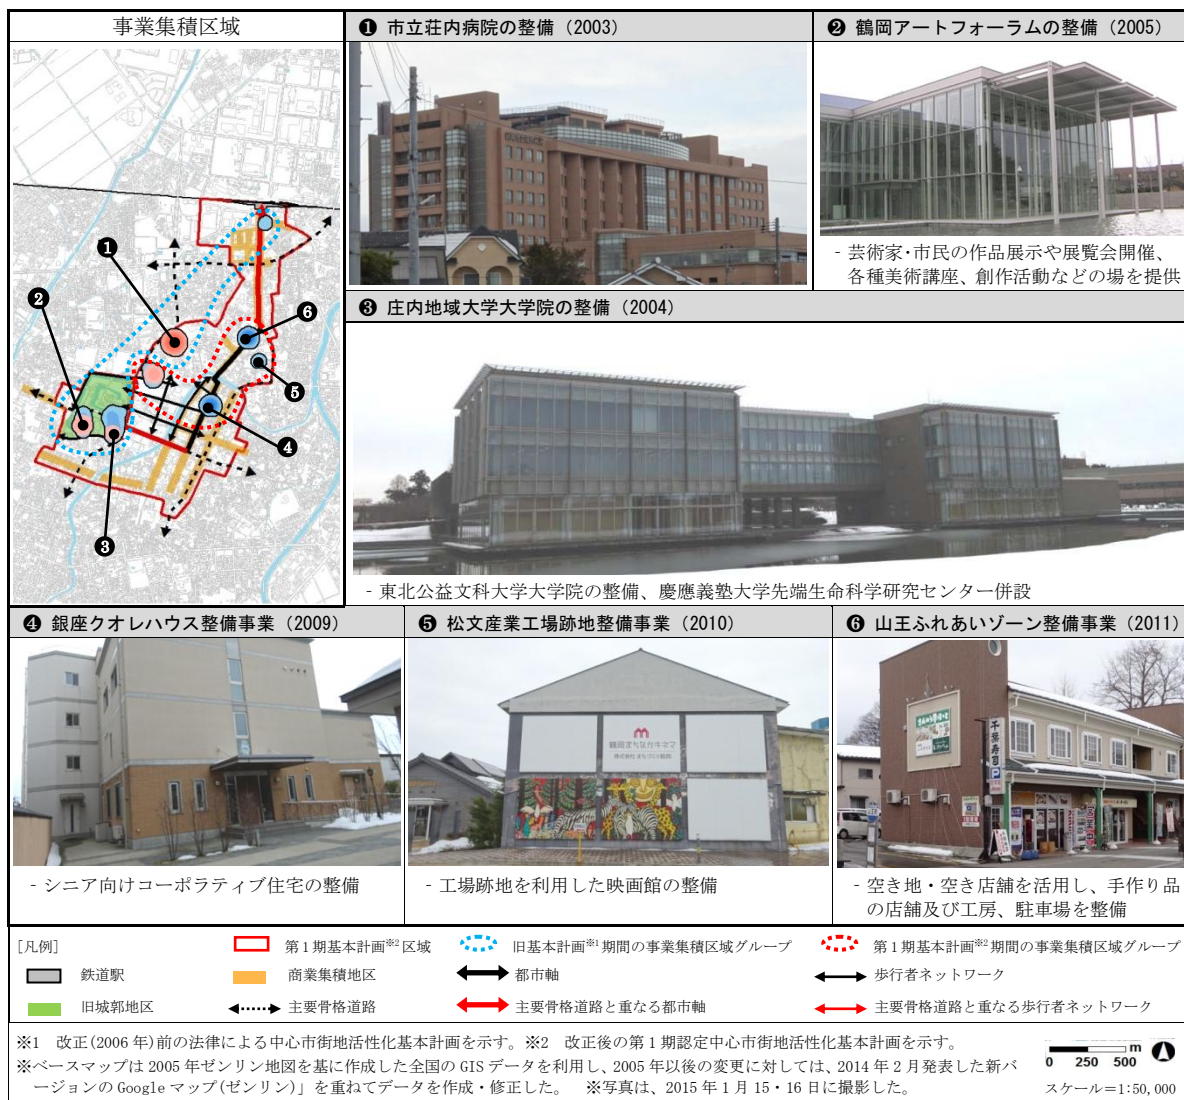 事業集積区域
❶ 市立荘内病院の整備（2003）
❷ 鶴岡アートフォーラムの整備（2005）
- 芸術家･市民の作品展示や展覧会開催、
各種美術講座、創作活動などの場を提供
❶
❷
❻
❺
❹
❸
❸ 庄内地域大学大学院の整備（2004）
- 東北公益文科大学大学院の整備、慶應義塾大学先端生命科学研究センター併設
❹ 銀座クオレハウス整備事業（2009）
- シニア向けコーポラティブ住宅の整備
❺ 松文産業工場跡地整備事業（2010）
鶴岡まちなかキネマ
株式会社 まちづくり鶴岡
- 工場跡地を利用した映画館の整備
❻ 山王ふれあいゾーン整備事業（2011）
千葉寿司
P
- 空き地・空き店舗を活用し、手作り品
の店舗及び工房、駐車場を整備
[凡例]
第1期基本計画※2区域
旧基本計画※1期間の事業集積区域グループ
第1期基本計画※2期間の事業集積区域グループ
鉄道駅
商業集積地区
都市軸
歩行者ネットワーク
旧城郭地区
主要骨格道路
主要骨格道路と重なる都市軸
主要骨格道路と重なる歩行者ネットワーク
※1 改正(2006年)前の法律による中心市街地活性化基本計画を示す。※2 改正後の第1期認定中心市街地活性化基本計画を示す。
※ベースマップは2005年ゼンリン地図を基に作成した全国のGISデータを利用し、2005年以後の変更に対しては、2014年2月発表した新バ
ージョンのGoogleマップ(ゼンリン)」を重ねてデータを作成・修正した。 ※写真は、2015年1月15・16日に撮影した。
m
0 250 500
スケール＝1:50,000